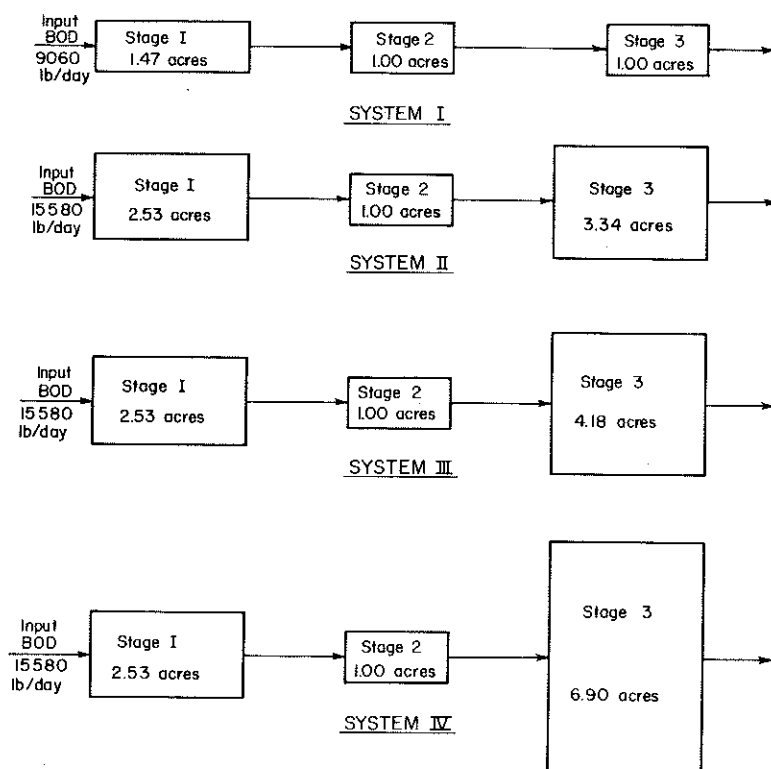 Input
BOD
9060
lb/day
Stage I
1.47 acres
Stage 2
1.00 acres
Stage 3
1.00 acres
SYSTEM I
Input
BOD
15580
lb/day
Stage I
2.53 acres
Stage 2
1.00 acres
Stage 3
3.34 acres
SYSTEM II
Input
BOD
15580
lb/day
Stage I
2.53 acres
Stage 2
1.00 acres
Stage 3
4.18 acres
SYSTEM III
Input
BOD
15580
lb/day
Stage I
2.53 acres
Stage 2
1.00 acres
Stage 3
6.90 acres
SYSTEM IV